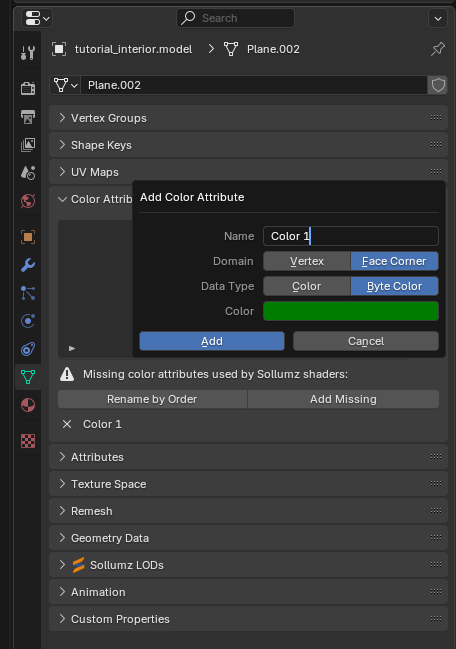 Search
tutorial_interior.model > Plane.002
Plane.002
Vertex Groups
Shape Keys
UV Maps
Color Attrib
Add Color Attribute
Name Color 1
Domain Vertex Face Corner
Data Type Color Byte Color
Color
Add Cancel
Missing color attributes used by Sollumz shaders:
Rename by Order Add Missing
Color 1
Attributes
Texture Space
Remesh
Geometry Data
Sollumz LODs
Animation
Custom Properties